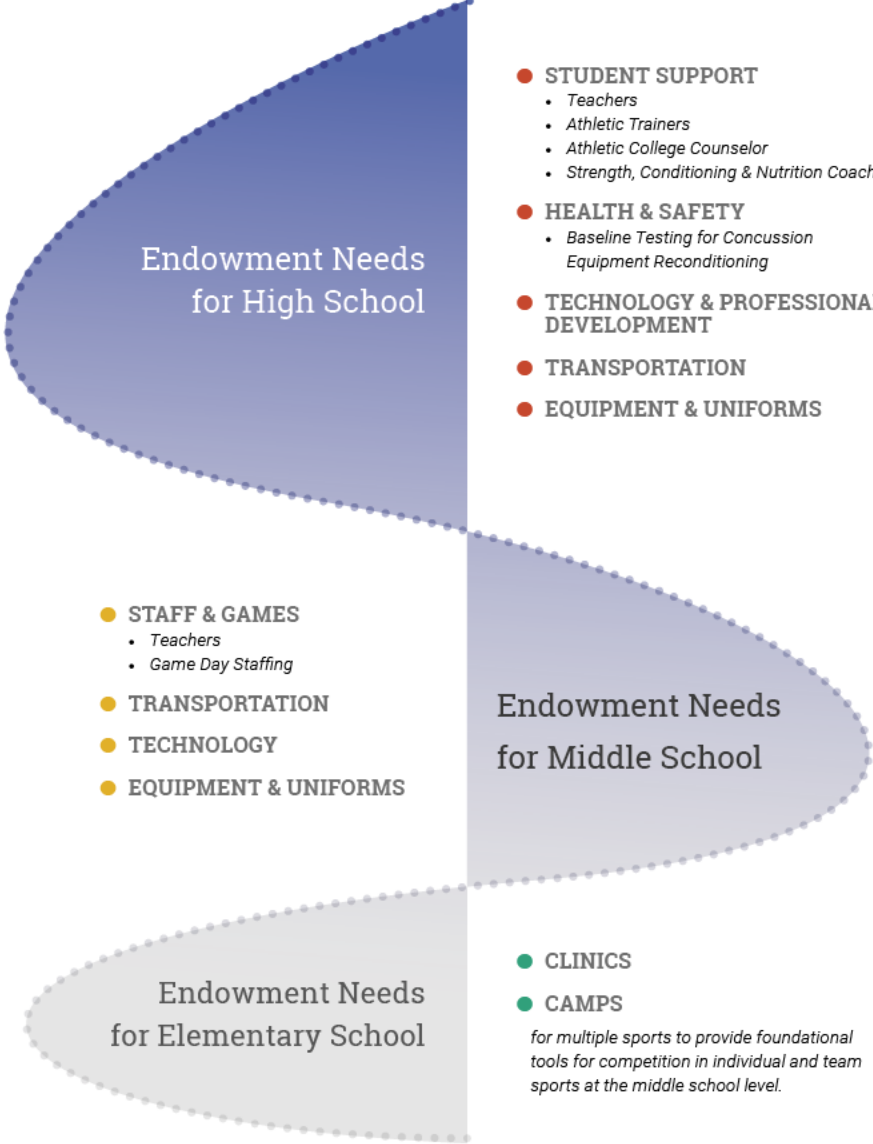 Endowment Needs
for High School
STUDENT SUPPORT
• Teachers
• Athletic Trainers
• Athletic College Counselor
• Strength, Conditioning & Nutrition Coach
HEALTH & SAFETY
• Baseline Testing for Concussion
Equipment Reconditioning
TECHNOLOGY & PROFESSIONAL
DEVELOPMENT
TRANSPORTATION
EQUIPMENT & UNIFORMS
Endowment Needs
for Middle School
STAFF & GAMES
• Teachers
• Game Day Staffing
TRANSPORTATION
TECHNOLOGY
EQUIPMENT & UNIFORMS
Endowment Needs
for Elementary School
CLINICS
CAMPS
for multiple sports to provide foundational
tools for competition in individual and team
sports at the middle school level.